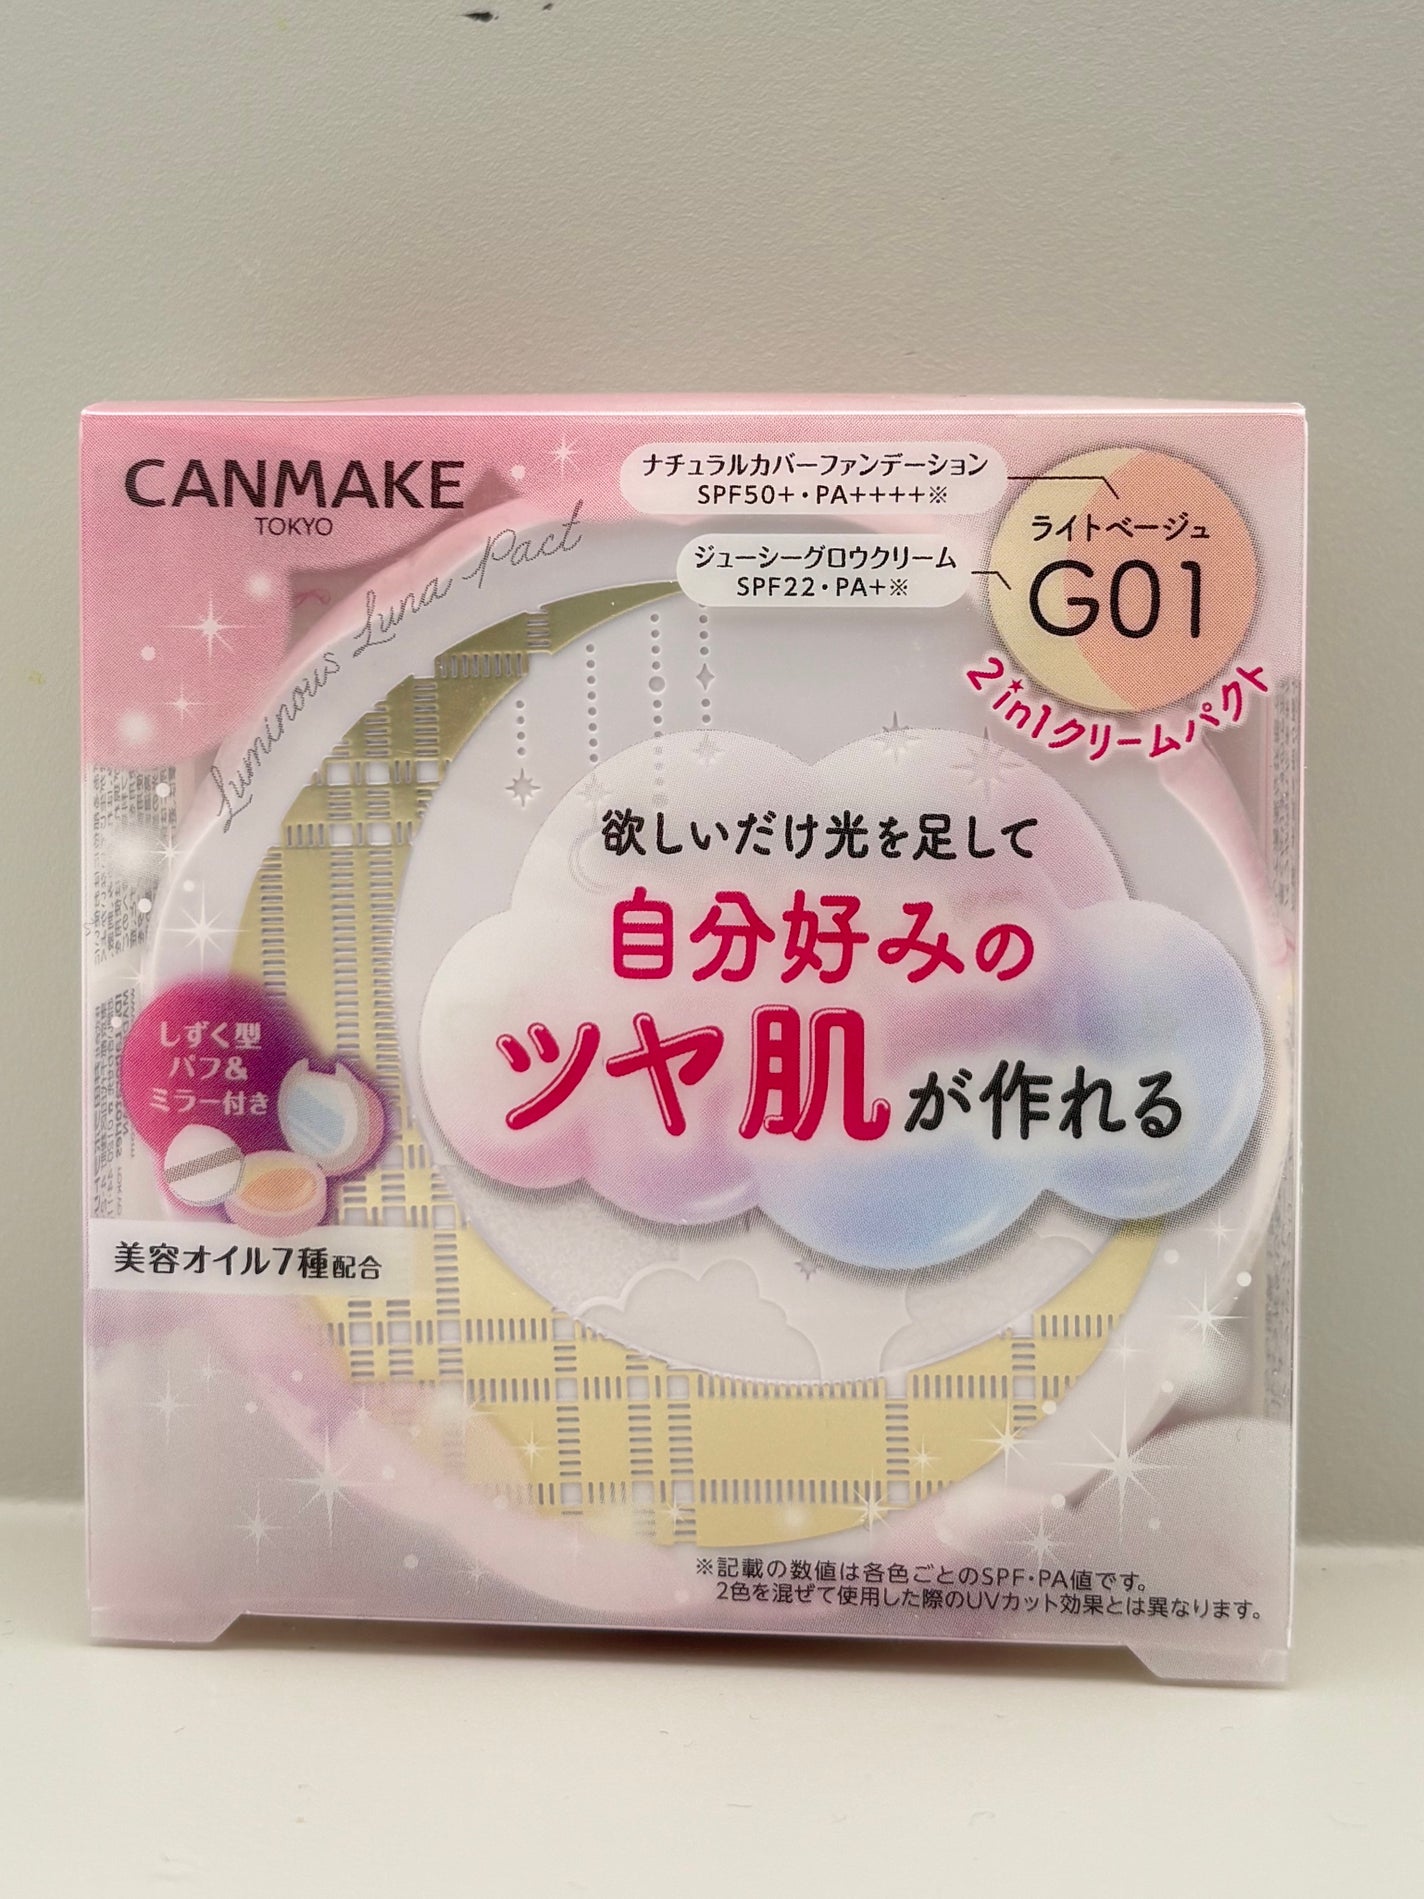 CANMAKE
TOKYO
Luminous Luna Pact
ナチュラルカバーファンデーション
SPF50+・PA++++※
ジューシーグロウクリーム
SPF22・PA+※
ライトベージュ
G01
2in1クリームパクト
欲しいだけ光を足して
自分好みの
ツヤ肌が作れる
しずく型
パフ&
ミラー付き
美容オイル7種配合
※記載の数値は各色ごとのSPF・PA値です。
2色を混ぜて使用した際のUVカット効果とは異なります。